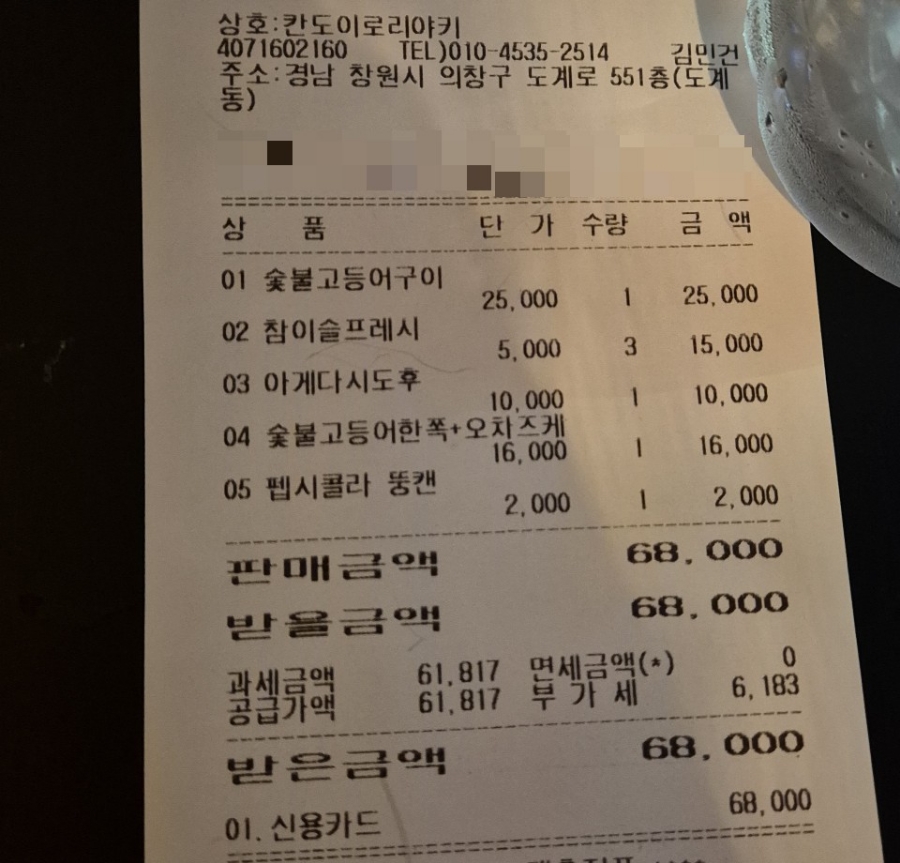 상호:칸도이로리야키
4071602160 TEL)010-4535-2514 김민건
주소:경남 창원시 의창구 도계로 551층(도계
동)
상 품 단 가 수량 금 액
01 숯불고등어구이
25,000 1 25,000
02 참이슬프레시
5,000 3 15,000
03 아게다시도후
10,000 1 10,000
04 숯불고등어한쪽+오차즈케
16,000 1 16,000
05 펩시콜라 뚱캔
2,000 1 2,000
판매금액 68,000
받을금액 68,000
과세금액 61,817 면세금액(*) 0
공급가액 61,817 부 가 세 6,183
받은금액 68,000
01.신용카드 68,000